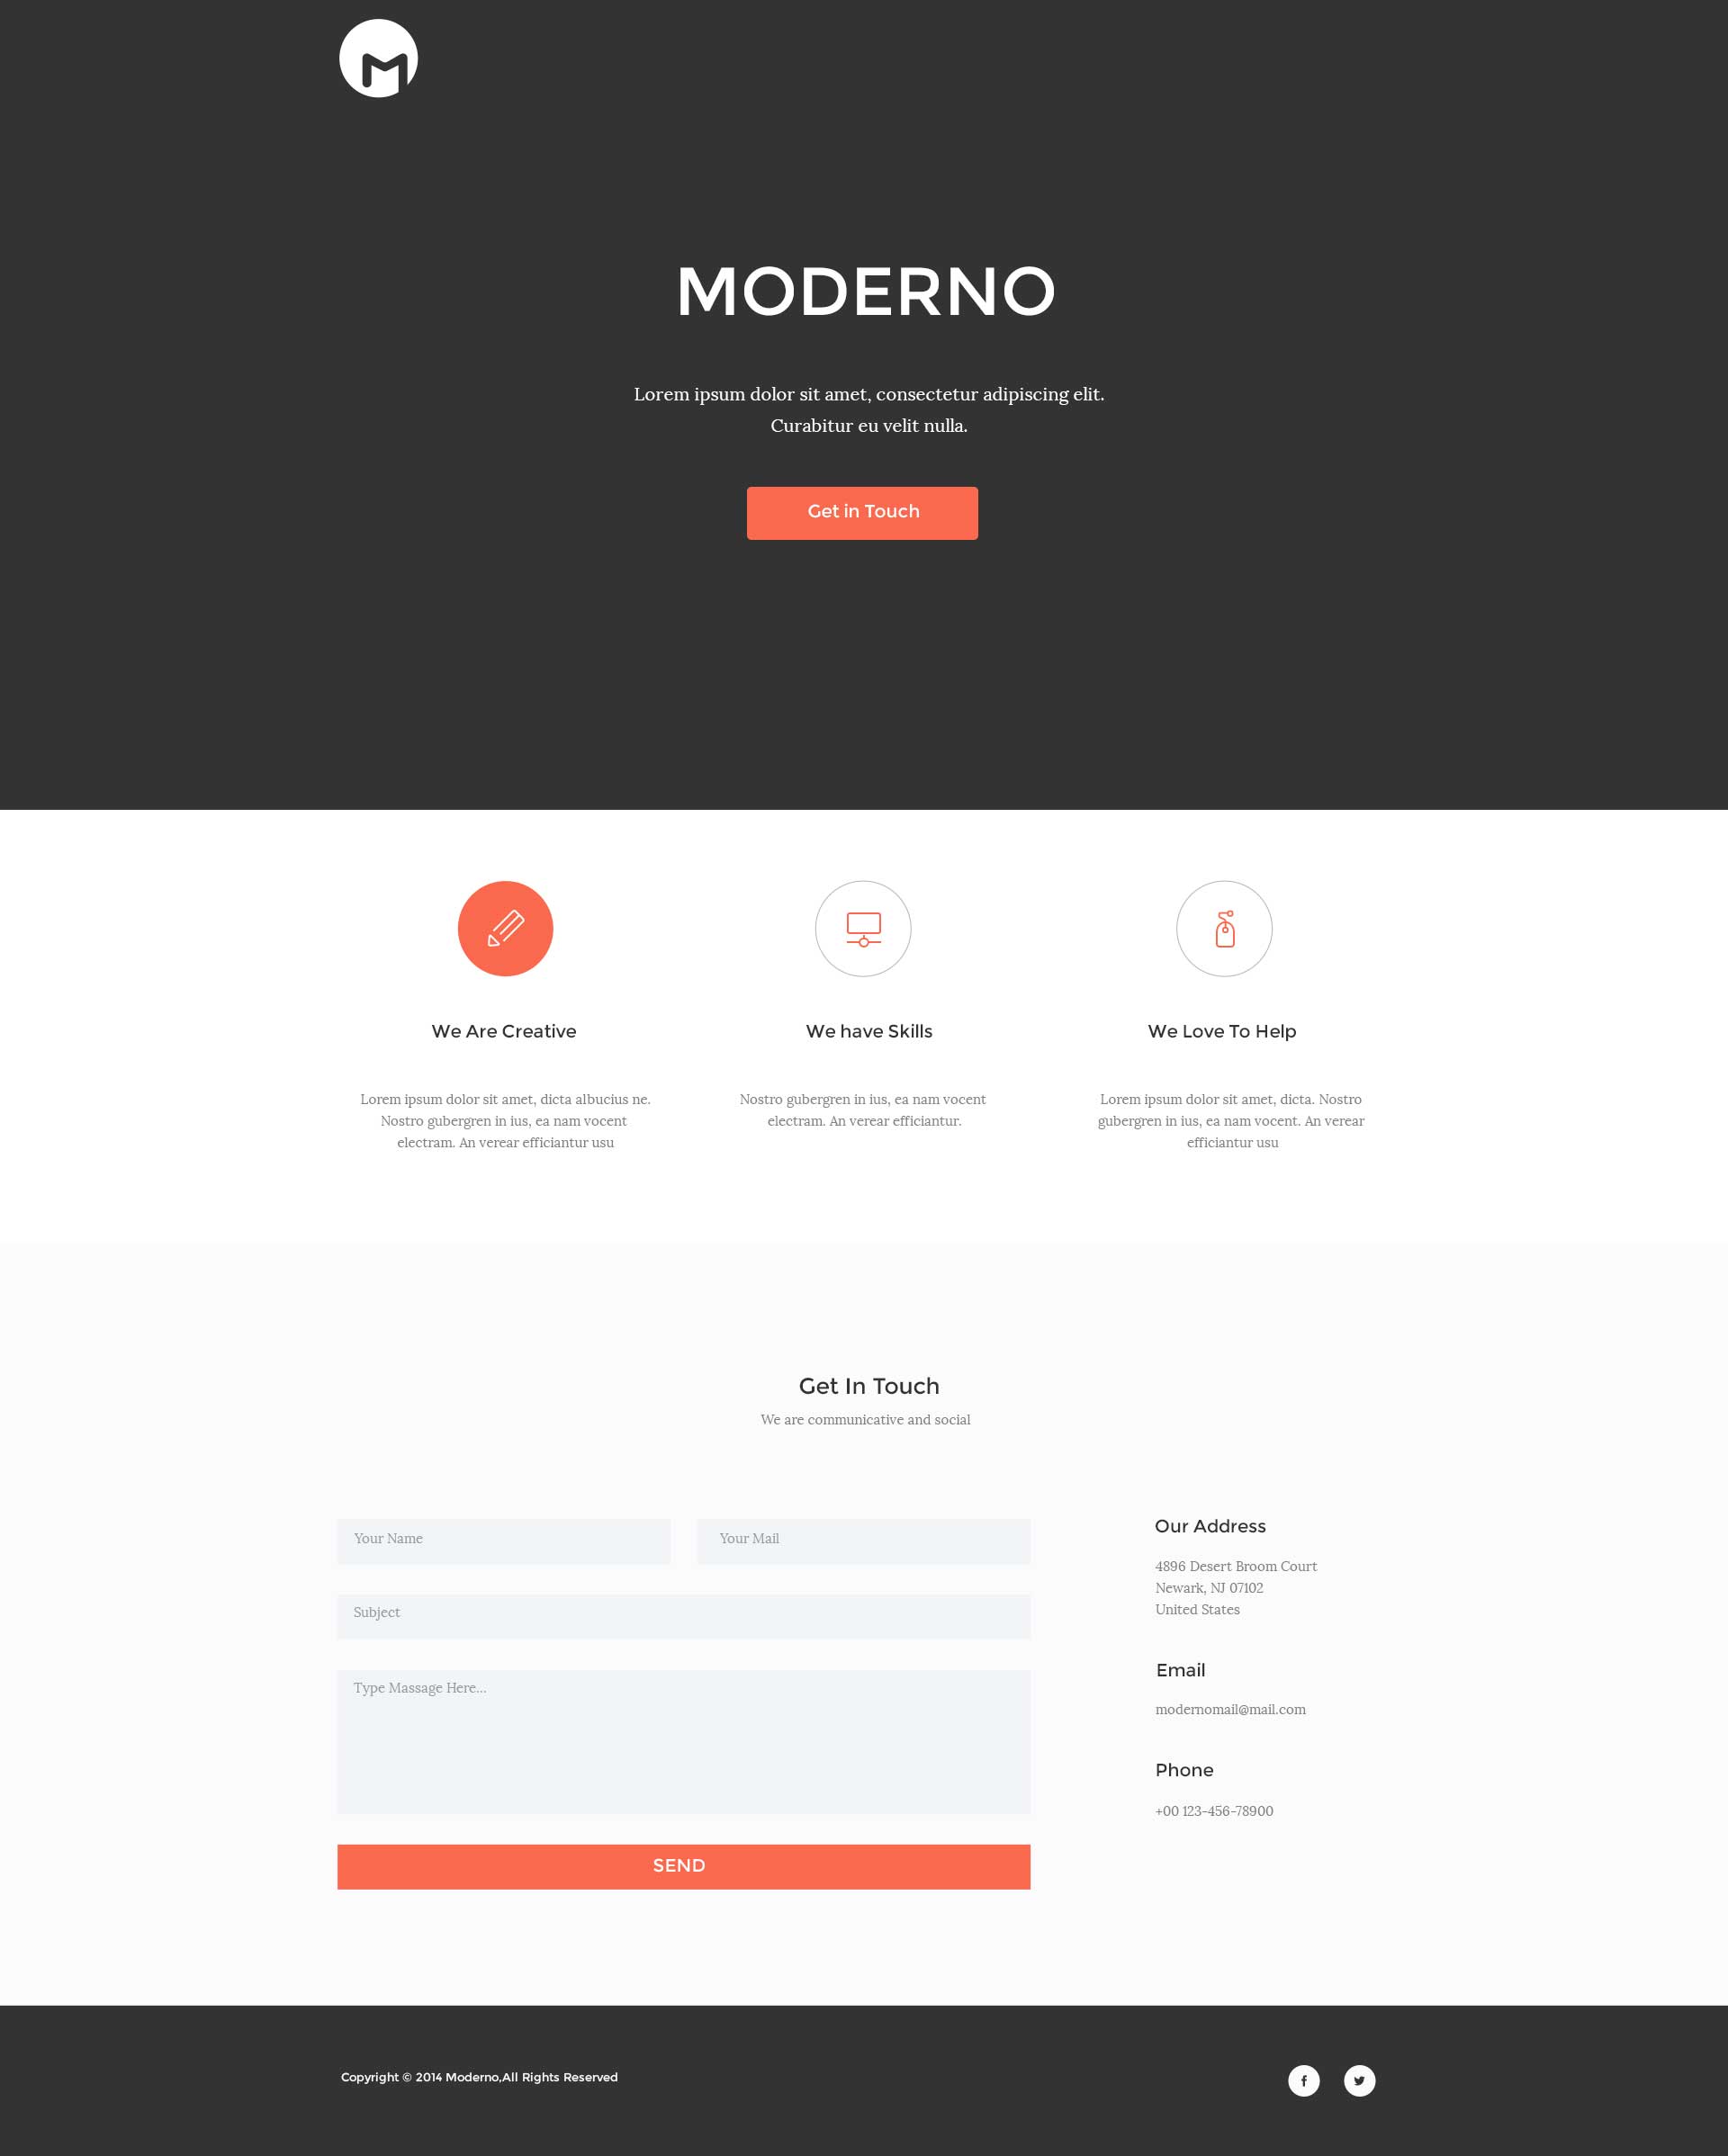 M
MODERNO
Lorem ipsum dolor sit amet, consectetur adipiscing elit.
Curabitur eu velit nulla.
Get in Touch
We Are Creative
Lorem ipsum dolor sit amet, dicta albucius ne.
Nostro gubergren in ius, ea nam vocent
electram. An verear efficiantur usu
We have Skills
Nostro gubergren in ius, ea nam vocent
electram. An verear efficiantur.
We Love To Help
Lorem ipsum dolor sit amet, dicta. Nostro
gubergren in ius, ea nam vocent. An verear
efficiantur usu
Get In Touch
We are communicative and social
Your Name
Your Mail
Subject
Type Massage Here...
SEND
Our Address
4896 Desert Broom Court
Newark, NJ 07102
United States
Email
modernomail@mail.com
Phone
+00 123-456-78900
Copyright © 2014 Moderno,All Rights Reserved